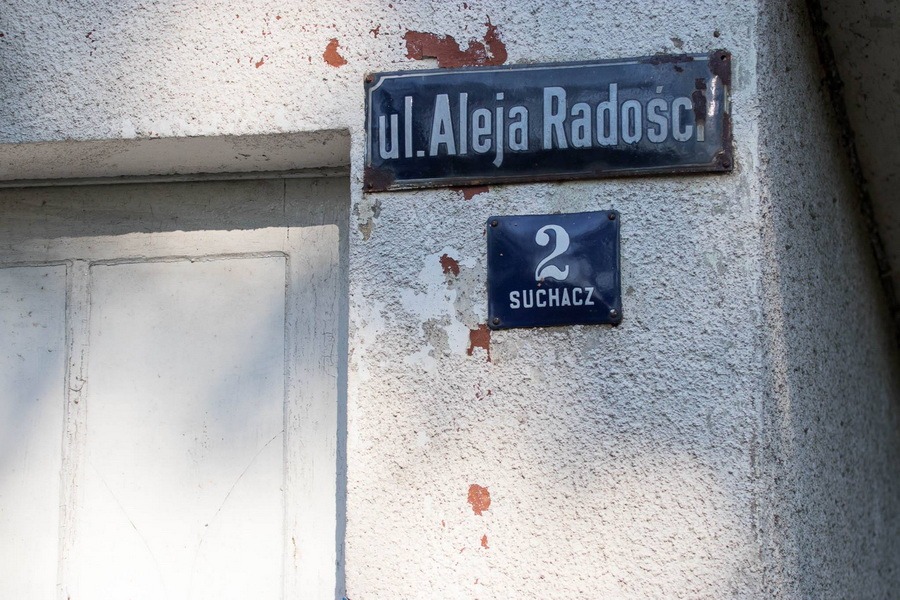 ul. Aleja Radości
2
SUCHACZ